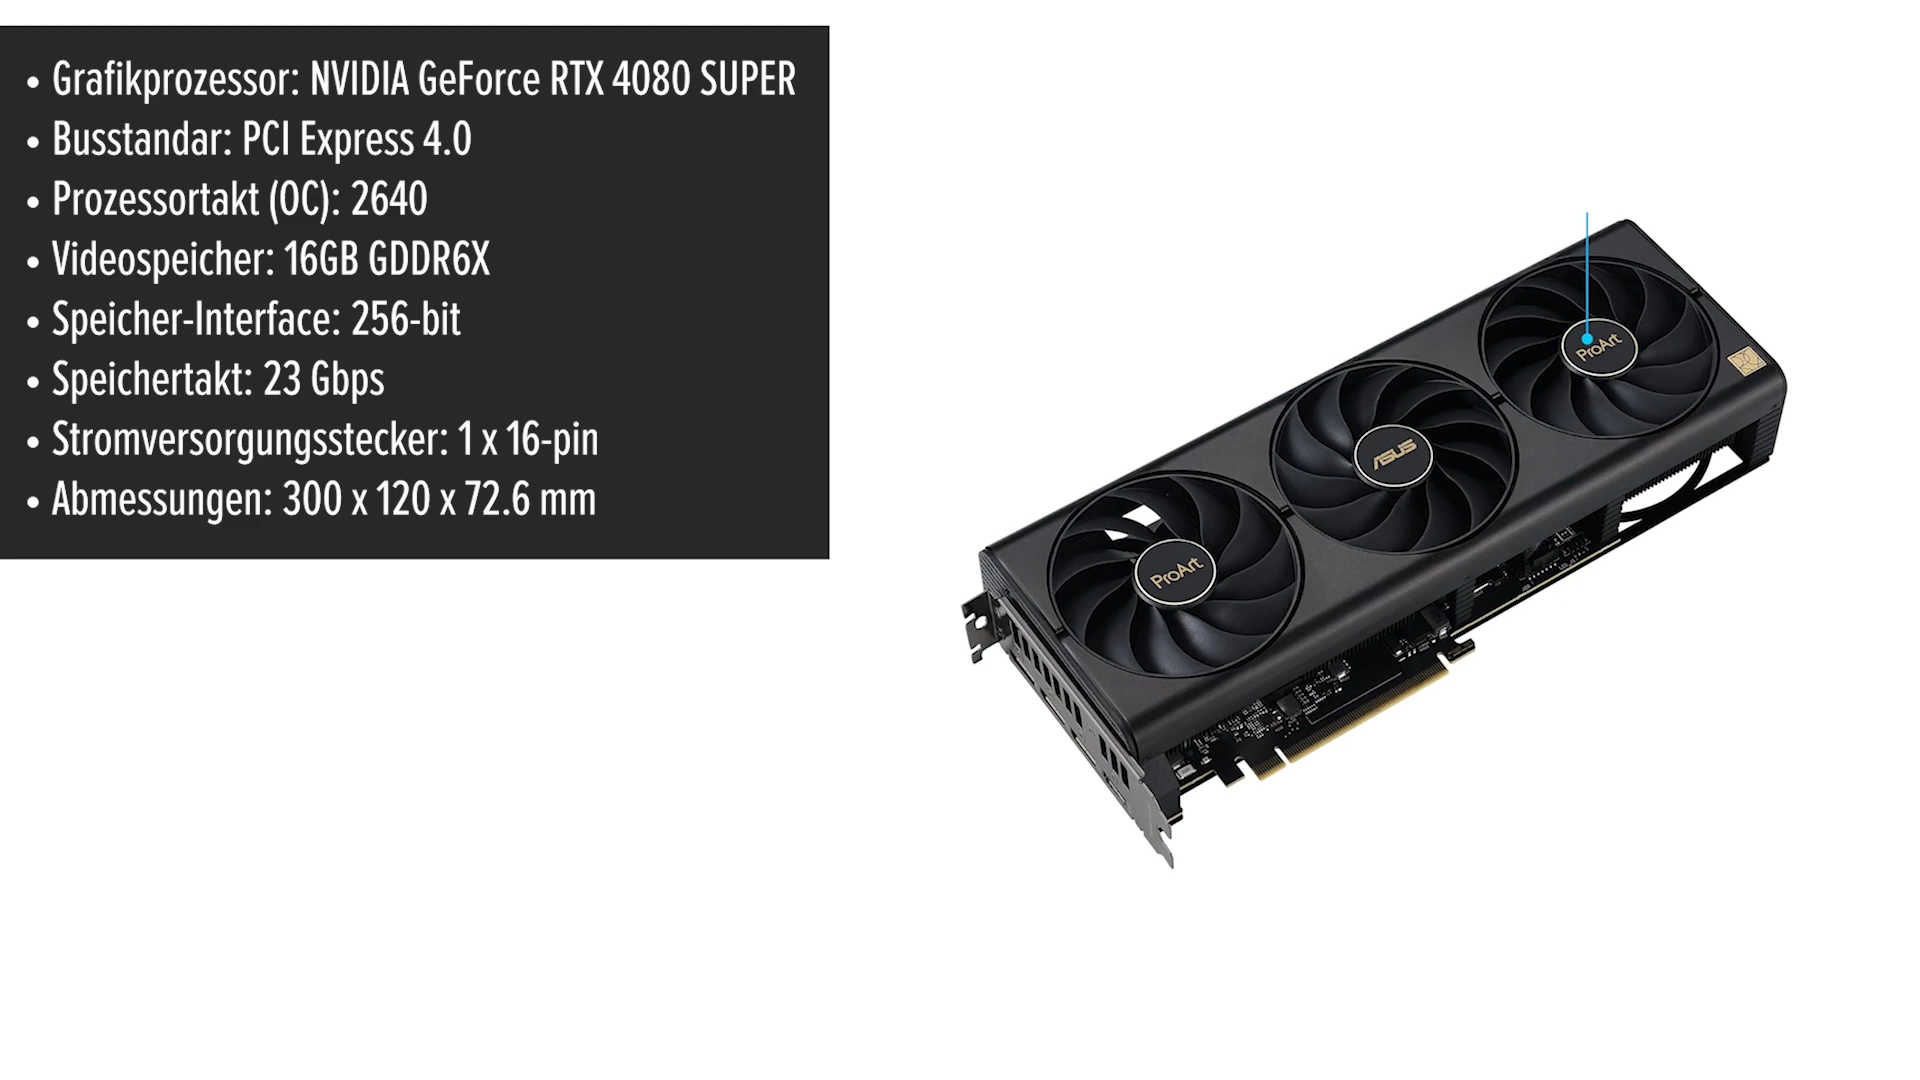 • Grafikprozessor: NVIDIA GeForce RTX 4080 SUPER
• Busstandar: PCI Express 4.0
• Prozessortakt (OC): 2640
• Videospeicher: 16GB GDDR6X
• Speicher-Interface: 256-bit
• Speichertakt: 23 Gbps
• Stromversorgungsstecker: 1 x 16-pin
• Abmessungen: 300 x 120 x 72.6 mm
ProArt
ASUS
ProArt